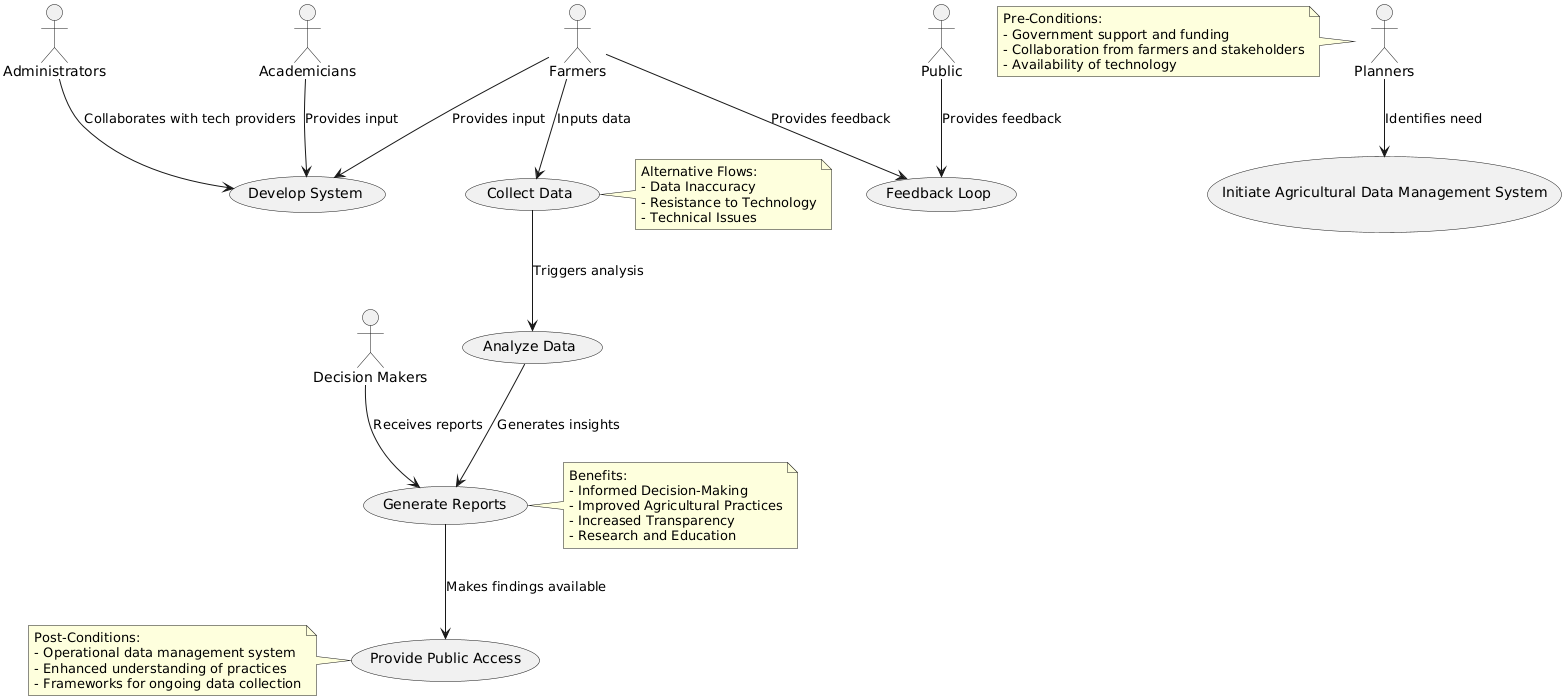 Pre-Conditions:
- Government support and funding
- Collaboration from farmers and stakeholders
- Availability of technology
Administrators
Academicians
Farmers
Public
Planners
Collaborates with tech providers
Provides input
Provides input
Inputs data
Provides feedback
Provides feedback
Identifies need
Develop System
Collect Data
Alternative Flows:
- Data Inaccuracy
- Resistance to Technology
- Technical Issues
Feedback Loop
Initiate Agricultural Data Management System
Triggers analysis
Decision Makers
Analyze Data
Receives reports
Generates insights
Generate Reports
Benefits:
- Informed Decision-Making
- Improved Agricultural Practices
- Increased Transparency
- Research and Education
Makes findings available
Post-Conditions:
- Operational data management system
- Enhanced understanding of practices
- Frameworks for ongoing data collection
Provide Public Access